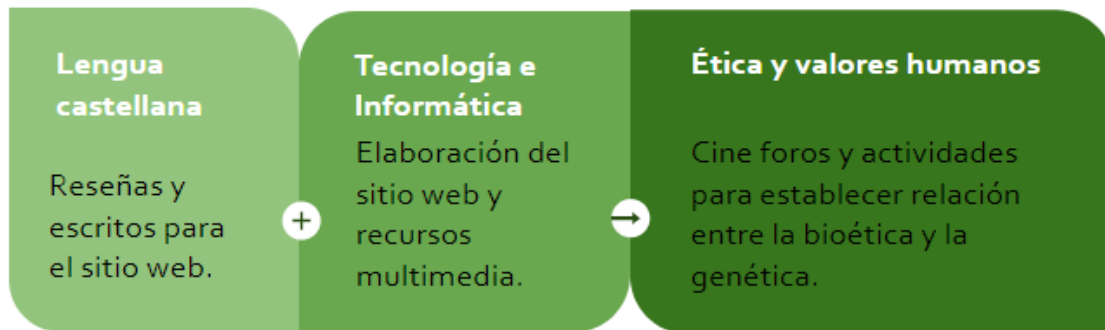 Lengua
castellana
Reseñas y
escritos para
el sitio web.
+
Tecnología e
Informática
Elaboración del
sitio web y
recursos
multimedia.
→
Ética y valores humanos
Cine foros y actividades
para establecer relación
entre la bioética y la
genética.